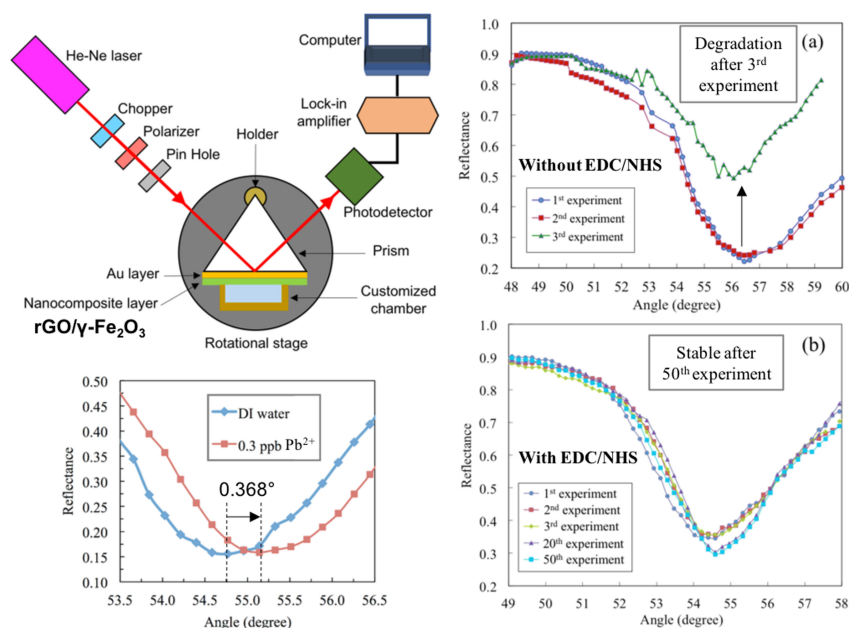 He-Ne laser
Chopper
Polarizer
Pin Hole
Holder
Computer
Lock-in
amplifier
Photodetector
Prism
Au layer
Nanocomposite layer
rGO/γ-Fe₂O₃
Customized
chamber
Rotational stage
(a)
Degradation
after 3rd
experiment
Without EDC/NHS
1st experiment
2nd experiment
3rd experiment
Reflectance
1.0
0.9
0.8
0.7
0.6
0.5
0.4
0.3
0.2
48 49 50 51 52 53 54 55 56 57 58 59 60
Angle (degree)
DI water
0.3 ppb Pb²⁺
0.368°
Reflectance
0.50
0.45
0.40
0.35
0.30
0.25
0.20
0.15
0.10
53.5 54.0 54.5 55.0 55.5 56.0 56.5
Angle (degree)
(b)
Stable after
50th experiment
With EDC/NHS
1st experiment
2nd experiment
3rd experiment
20th experiment
50th experiment
Reflectance
1.0
0.9
0.8
0.7
0.6
0.5
0.4
0.3
0.2
49 50 51 52 53 54 55 56 57 58
Angle (degree)